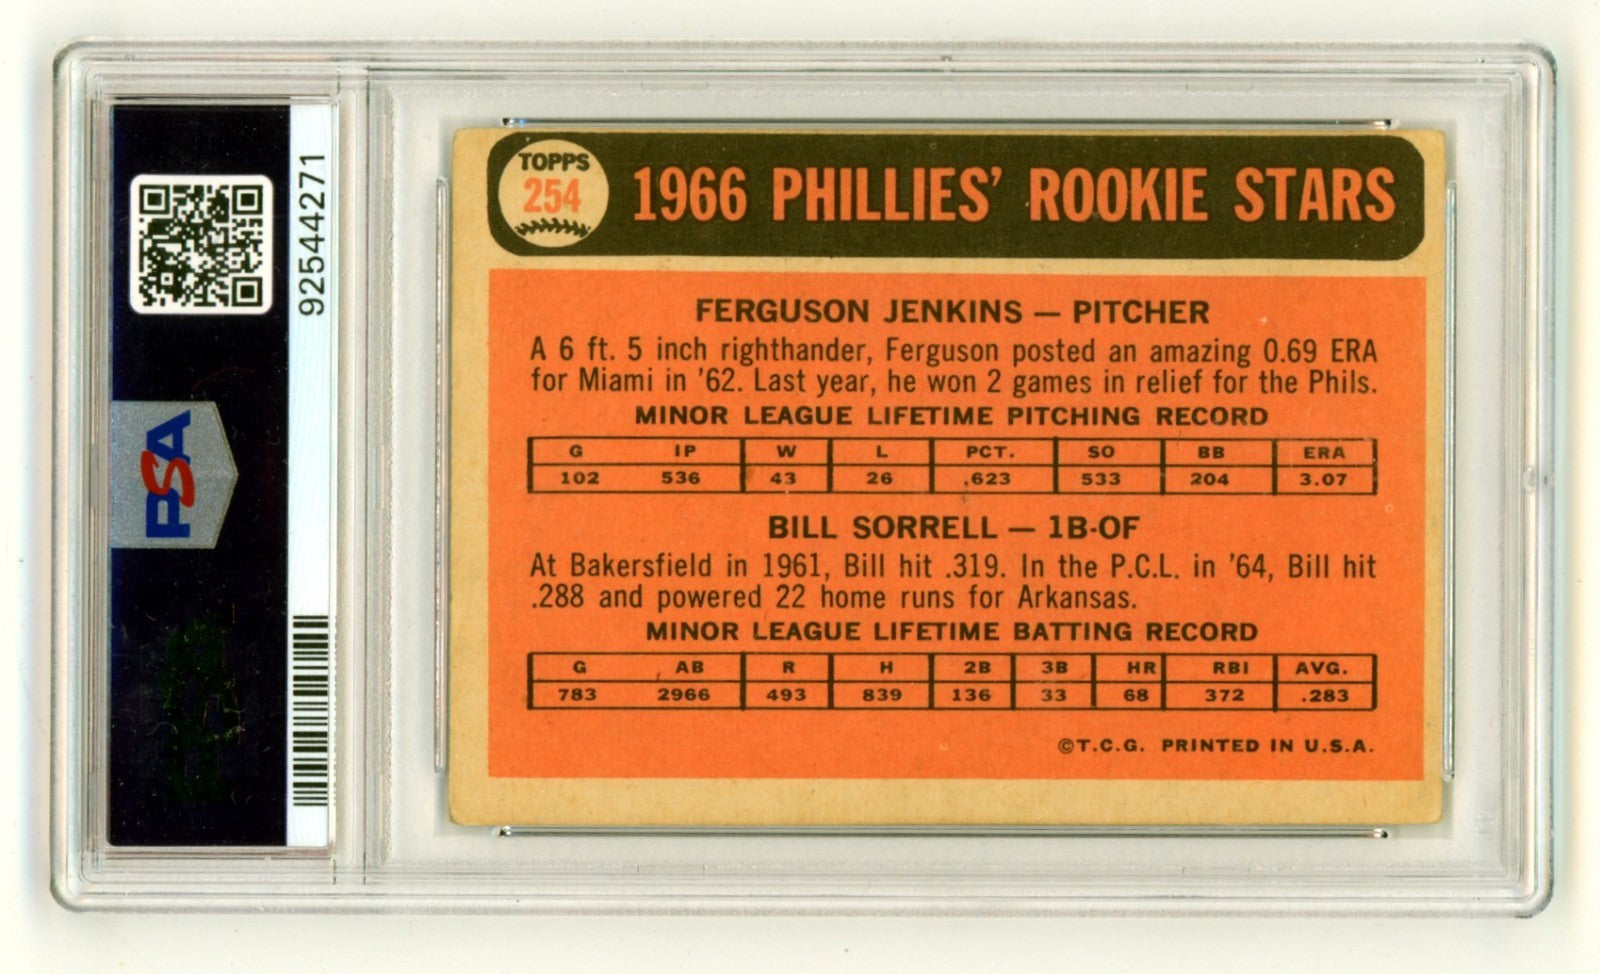 92544271
PSA
TOPPS
254
1966 PHILLIES' ROOKIE STARS
FERGUSON JENKINS — PITCHER
A 6 ft. 5 inch righthander, Ferguson posted an amazing 0.69 ERA
for Miami in '62. Last year, he won 2 games in relief for the Phils.
MINOR LEAGUE LIFETIME PITCHING RECORD
G IP W L PCT. SO BB ERA
102 536 43 26 .623 533 204 3.07
BILL SORRELL — 1B-OF
At Bakersfield in 1961, Bill hit .319. In the P.C.L. in '64, Bill hit
.288 and powered 22 home runs for Arkansas.
MINOR LEAGUE LIFETIME BATTING RECORD
G AB R H 2B 3B HR RBI AVG.
783 2966 493 839 136 33 68 372 .283
©T.C.G. PRINTED IN U.S.A.